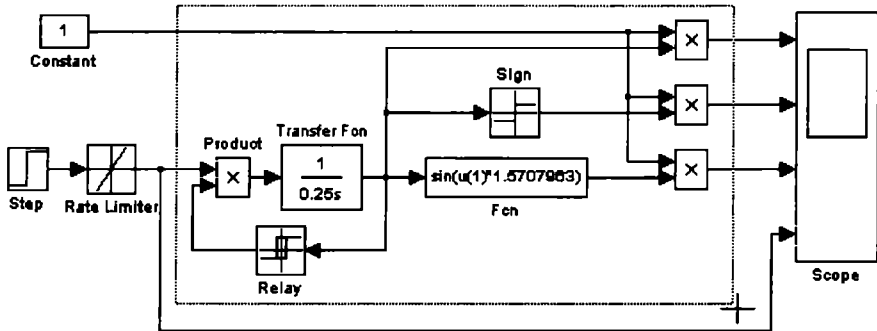 1
Constant
Sign
Product
Transfer Fcn
1
0.25s
sin(u(1)*1.5707963)
Fcn
Step
Rate Limiter
Relay
Scope